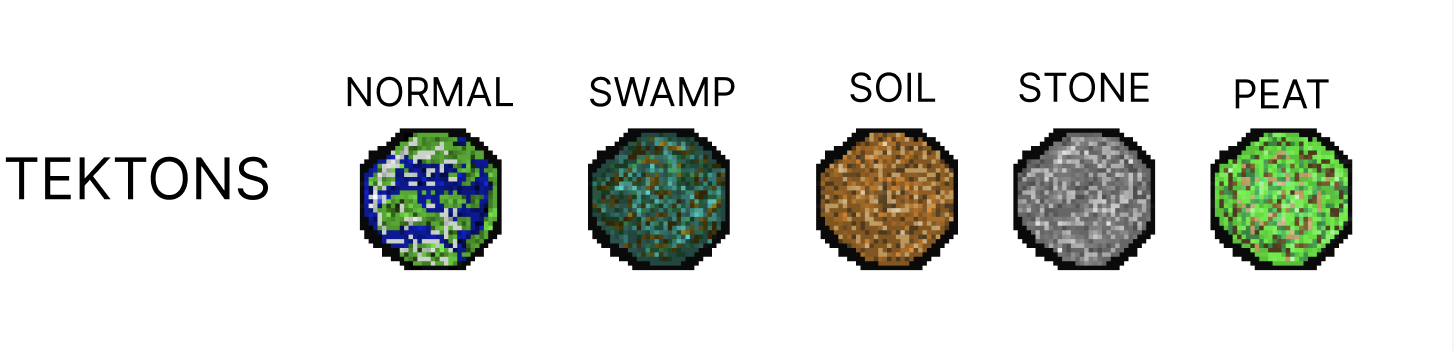 NORMAL SWAMP SOIL STONE PEAT
TEKTONS